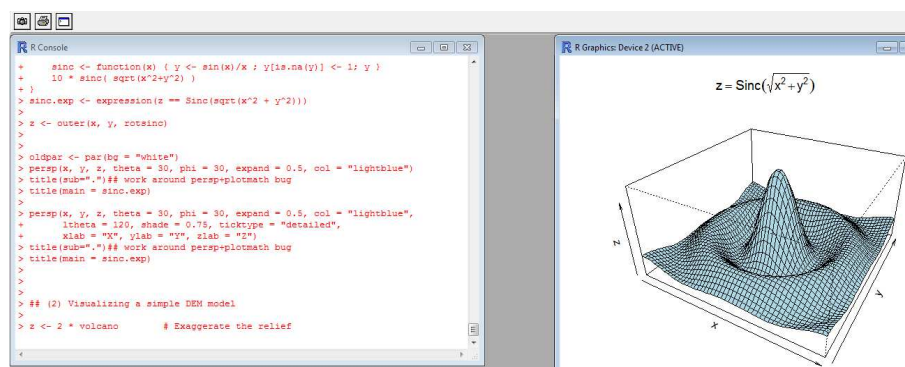 R Console
+     sinc <- function(x) { y <- sin(x)/x ; y[is.na(y)] <- 1; y }
+     10 * sinc( sqrt(x^2+y^2) )
+ }
> sinc.exp <- expression(z == Sinc(sqrt(x^2 + y^2)))
>
> z <- outer(x, y, rotsinc)
>
>
> oldpar <- par(bg = "white")
> persp(x, y, z, theta = 30, phi = 30, expand = 0.5, col = "lightblue")
> title(sub=".")## work around persp+plotmath bug
> title(main = sinc.exp)
>
> persp(x, y, z, theta = 30, phi = 30, expand = 0.5, col = "lightblue",
+       ltheta = 120, shade = 0.75, ticktype = "detailed",
+       xlab = "X", ylab = "Y", zlab = "Z")
> title(sub=".")## work around persp+plotmath bug
> title(main = sinc.exp)
>
>
>
> ## (2) Visualizing a simple DEM model
>
> z <- 2 * volcano        # Exaggerate the relief
R Graphics: Device 2 (ACTIVE)
z = Sinc(√x²+y²)
z
x
y